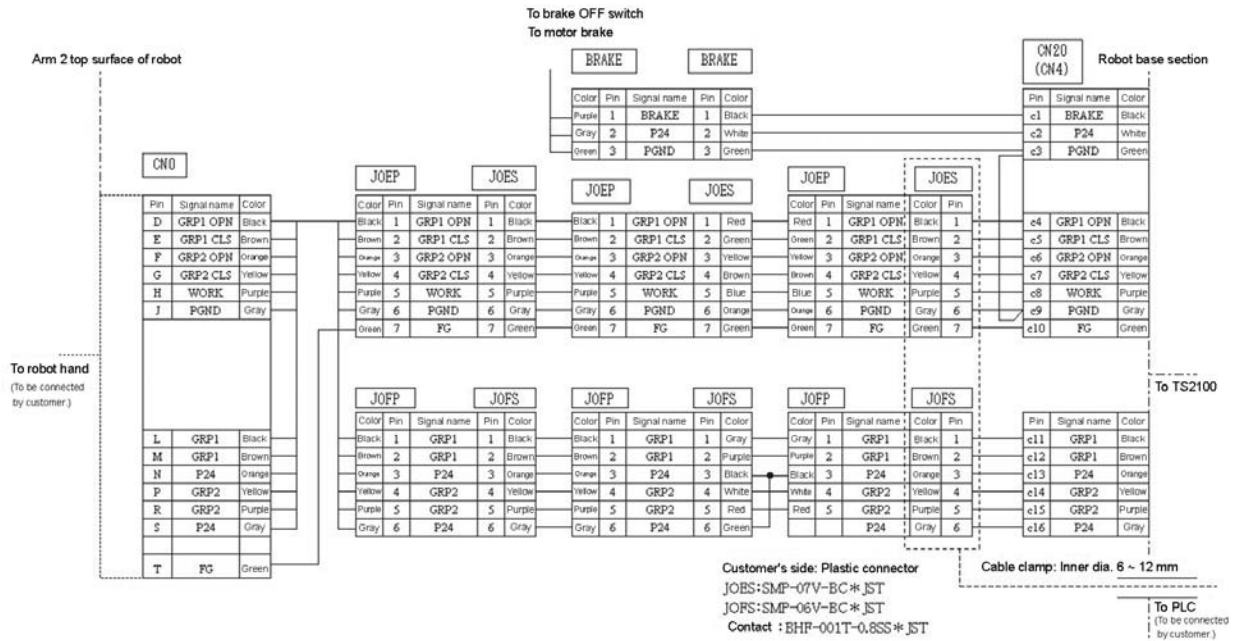 To brake OFF switch
To motor brake
Arm 2 top surface of robot
BRAKE BRAKE
CN20
(CN4)
Robot base section
Color Pin Signal name Pin Color
Purple 1 BRAKE 1 Black
Gray 2 P24 2 White
Green 3 PGND 3 Green
Pin Signal name Color
c1 BRAKE Black
c2 P24 White
c3 PGND Green
CN0
JOEP JOES
JOEP JOES
JOEP JOES
Pin Signal name Color
D GRP1 OPN Black
E GRP1 CLS Brown
F GRP2 OPN Orange
G GRP2 CLS Yellow
H WORK Purple
J PGND Gray
Color Pin Signal name Pin Color
Black 1 GRP1 OPN 1 Black
Brown 2 GRP1 CLS 2 Brown
Orange 3 GRP2 OPN 3 Orange
Yellow 4 GRP2 CLS 4 Yellow
Purple 5 WORK 5 Purple
Gray 6 PGND 6 Gray
Green 7 FG 7 Green
Black 1 GRP1 OPN 1 Red
Brown 2 GRP1 CLS 2 Green
Orange 3 GRP2 OPN 3 Yellow
Yellow 4 GRP2 CLS 4 Brown
Purple 5 WORK 5 Blue
Gray 6 PGND 6 Orange
Green 7 FG 7 Green
Color Pin Signal name Color Pin
Red 1 GRP1 OPN Black 1
Green 2 GRP1 CLS Brown 2
Yellow 3 GRP2 OPN Orange 3
Brown 4 GRP2 CLS Yellow 4
Blue 5 WORK Purple 5
Orange 6 PGND Gray 6
Green 7 FG Green 7
c4 GRP1 OPN Black
c5 GRP1 CLS Brown
c6 GRP2 OPN Orange
c7 GRP2 CLS Yellow
c8 WORK Purple
c9 PGND Gray
c10 FG Green
To robot hand
(To be connected
by customer.)
To TS2100
JOFP JOFS
JOFP JOFS
JOFP JOFS
L GRP1 Black
M GRP1 Brown
N P24 Orange
P GRP2 Yellow
R GRP2 Purple
S P24 Gray
T FG Green
Color Pin Signal name Pin Color
Black 1 GRP1 1 Black
Brown 2 GRP1 2 Brown
Orange 3 P24 3 Orange
Yellow 4 GRP2 4 Yellow
Purple 5 GRP2 5 Purple
Gray 6 P24 6 Gray
Color Pin Signal name Pin Color
Black 1 GRP1 1 Gray
Brown 2 GRP1 2 Purple
Orange 3 P24 3 Black
Yellow 4 GRP2 4 White
Purple 5 GRP2 5 Red
Gray 6 P24 6 Green
Color Pin Signal name Color Pin
Gray 1 GRP1 Black 1
Purple 2 GRP1 Brown 2
Black 3 P24 Orange 3
White 4 GRP2 Yellow 4
Red 5 GRP2 Purple 5
P24 Gray 6
Pin Signal name Color
c11 GRP1 Black
c12 GRP1 Brown
c13 P24 Orange
c14 GRP2 Yellow
c15 GRP2 Purple
c16 P24 Gray
Customer's side: Plastic connector
JOES:SMP-07V-BC*JST
JOFS:SMP-06V-BC*JST
Contact :BHF-001T-0.8SS*JST
Cable clamp: Inner dia. 6 ~ 12 mm
To PLC
(To be connected
by customer.)